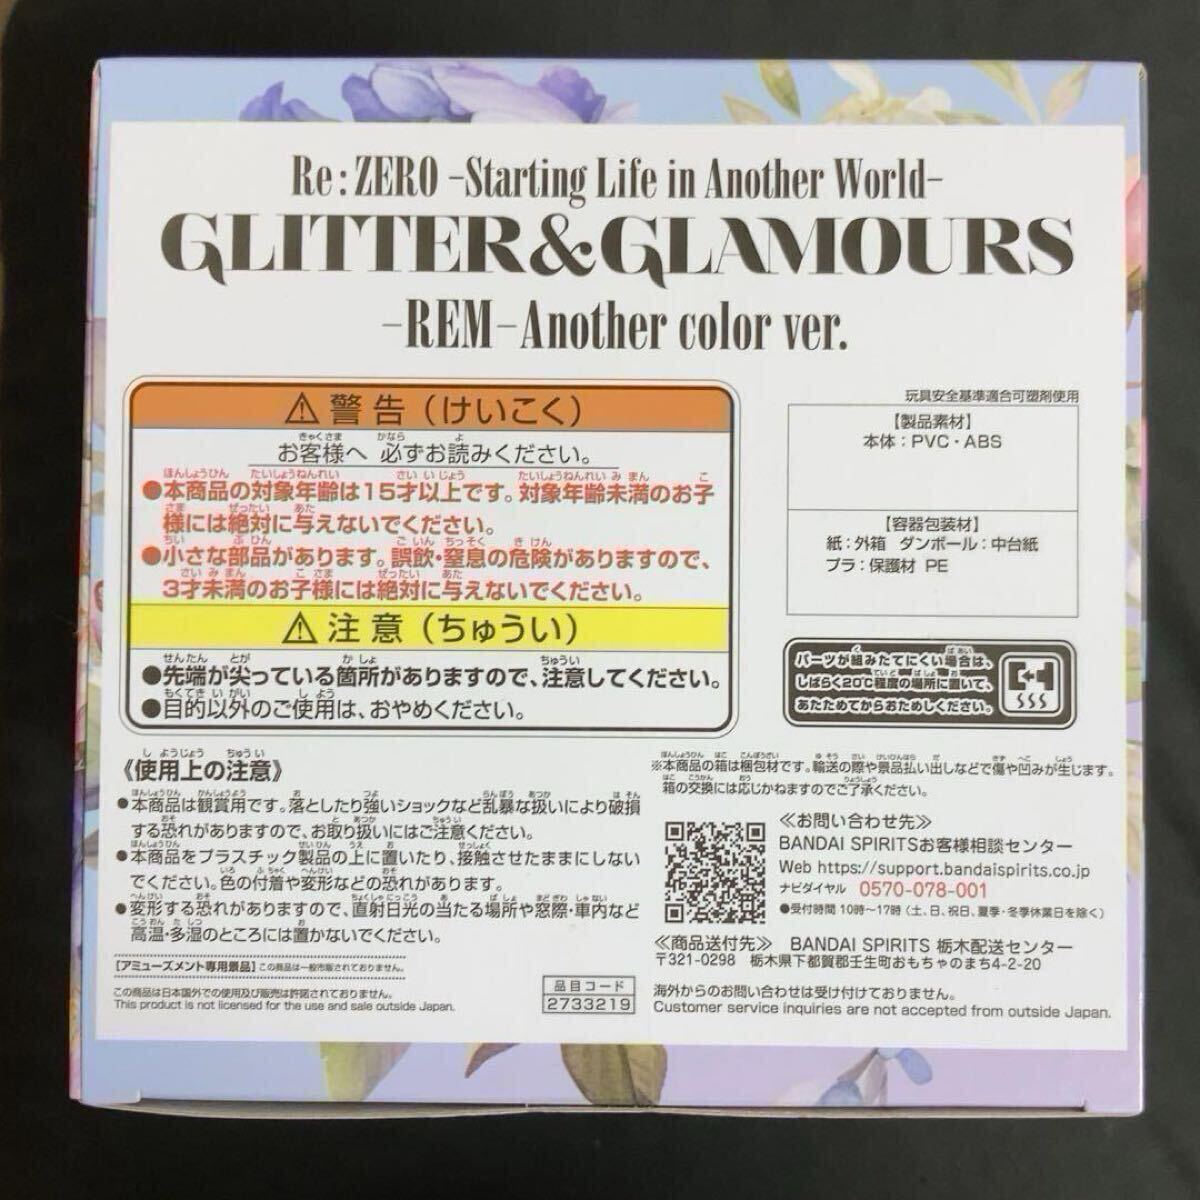 Re:ZERO -Starting Life in Another World-
GLITTER&GLAMOURS
-REM-Another color ver.
⚠警告(けいこく)
お客様へ 必ずお読みください。
●本商品の対象年齢は15才以上です。対象年齢未満のお子
様には絶対に与えないでください。
●小さな部品があります。誤飲・窒息の危険がありますので、
3才未満のお子様には絶対に与えないでください。
⚠注意(ちゅうい)
●先端が尖っている箇所がありますので、注意してください。
●目的以外のご使用は、おやめください。
玩具安全基準適合可塑剤使用
【製品素材】
本体:PVC・ABS
【容器包装材】
紙:外箱 ダンボール:中台紙
プラ:保護材 PE
パーツが組みたてにくい場合は、
しばらく20℃程度の場所に置いて、
あたためてからおためしください。
《使用上の注意》
●本商品は観賞用です。落としたり強いショックなど乱暴な扱いにより破損
する恐れがありますので、お取り扱いにはご注意ください。
●本商品をプラスチック製品の上に置いたり、接触させたままにしない
でください。色の付着や変形などの恐れがあります。
●変形する恐れがありますので、直射日光の当たる場所や窓際・車内など
高温・多湿のところには置かないでください。
【アミューズメント専用景品】この商品は一般市販されておりません。
この商品は日本国外での使用及び販売は許諾されておりません。
This product is not licensed for the use and sale outside Japan.
品目コード
2733219
※本商品の箱は梱包材です。輸送の際や景品払い出しなどで傷や凹みが生じます。
箱の交換には応じかねますのでご了承ください。
≪お問い合わせ先≫
BANDAI SPIRITSお客様相談センター
Web https://support.bandaispirits.co.jp
ナビダイヤル 0570-078-001
●受付時間 10時〜17時(土、日、祝日、夏季・冬季休業日を除く)
≪商品送付先≫ BANDAI SPIRITS 栃木配送センター
〒321-0298 栃木県下都賀郡壬生町おもちゃのまち4-2-20
海外からのお問い合わせは受け付けておりません。
Customer service inquiries are not accepted from outside Japan.